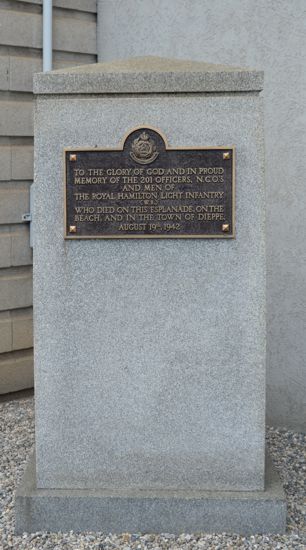 TO THE GLORY OF GOD AND IN PROUD
MEMORY OF THE 201 OFFICERS, N.C.O'S
AND MEN OF
THE ROYAL HAMILTON LIGHT INFANTRY
(W.R.)
WHO DIED ON THIS ESPLANADE, ON THE
BEACH, AND IN THE TOWN OF DIEPPE,
AUGUST 19TH, 1942